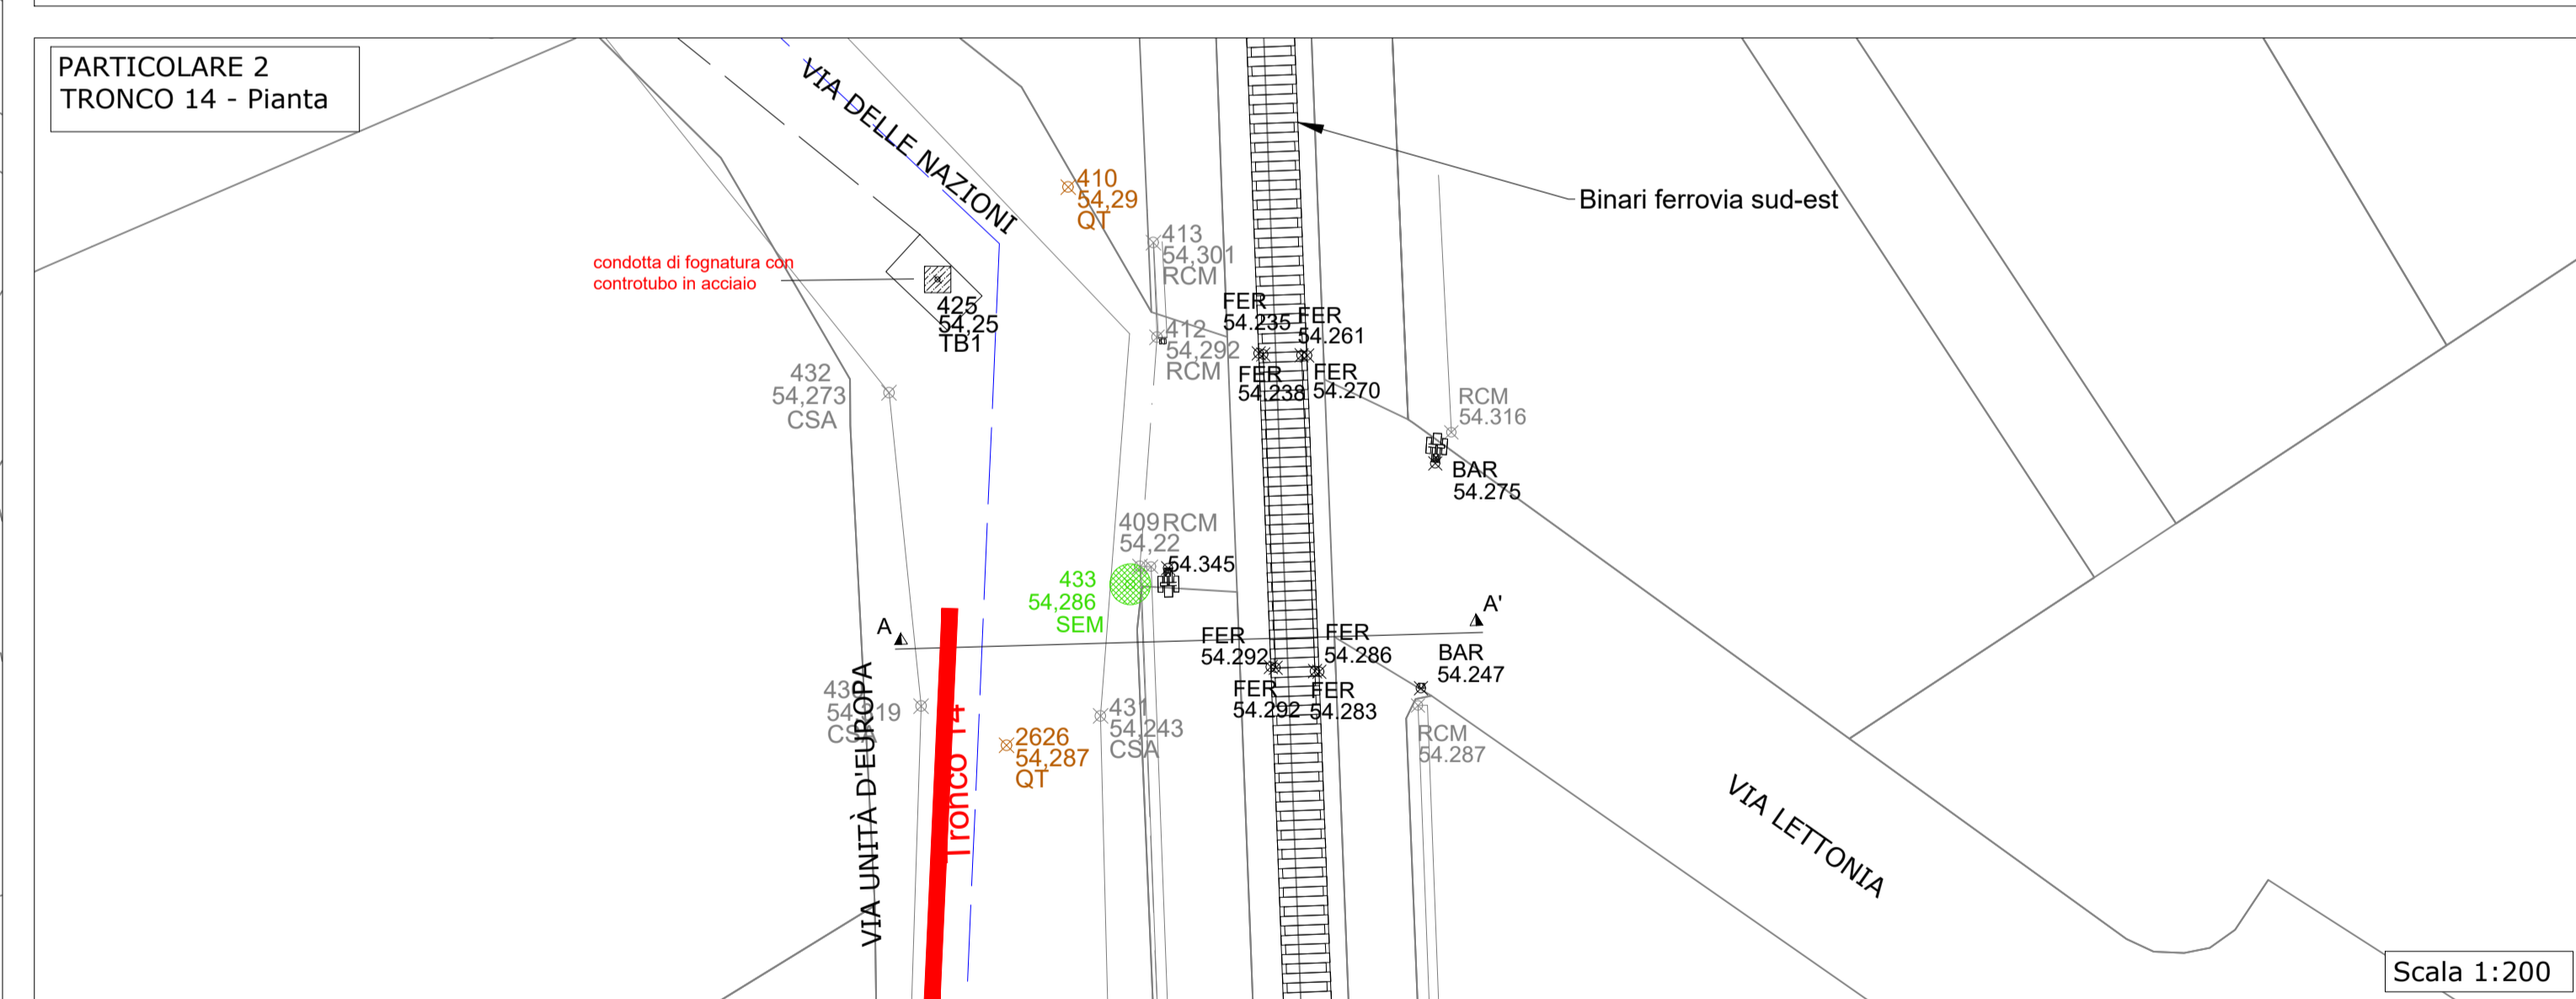 PARTICOLARE 2
TRONCO 14 - Pianta
VIA DELLE NAZIONI
410
54,29
QT
Binari ferrovia sud-est
413
54,301
RCM
condotta di fognatura con
controtubo in acciaio
425
54,25
TB1
FER
54.235
FER
54.261
412
54,292
RCM
FER
54.238
FER
54.270
432
54,273
CSA
RCM
54.316
BAR
54.275
409 RCM
54,22
54.345
433
54,286
SEM
A
A'
FER
54.292
FER
54.286
BAR
54.247
FER
54.292
FER
54.283
CSA
431
54,243
CSA
RCM
54.287
2626
54,287
QT
VIA UNITÀ D'EUROPA
Tronco 14
VIA LETTONIA
Scala 1:200